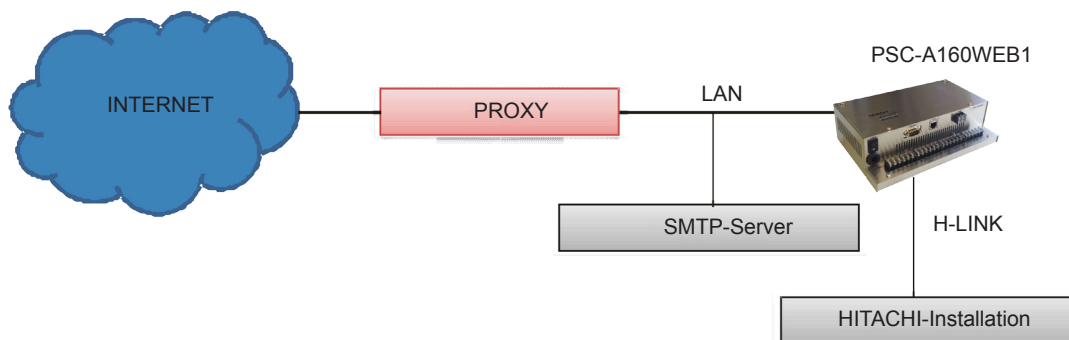 PSC-A160WEB1
INTERNET
PROXY
LAN
SMTP-Server
H-LINK
HITACHI-Installation